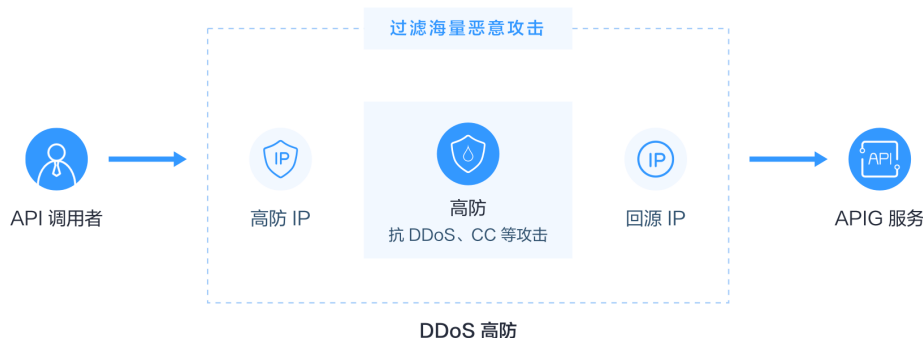 过滤海量恶意攻击
IP
IP
API
高防
API 调用者
高防 IP
抗 DDoS、CC 等攻击
回源 IP
APIG 服务
DDoS 高防